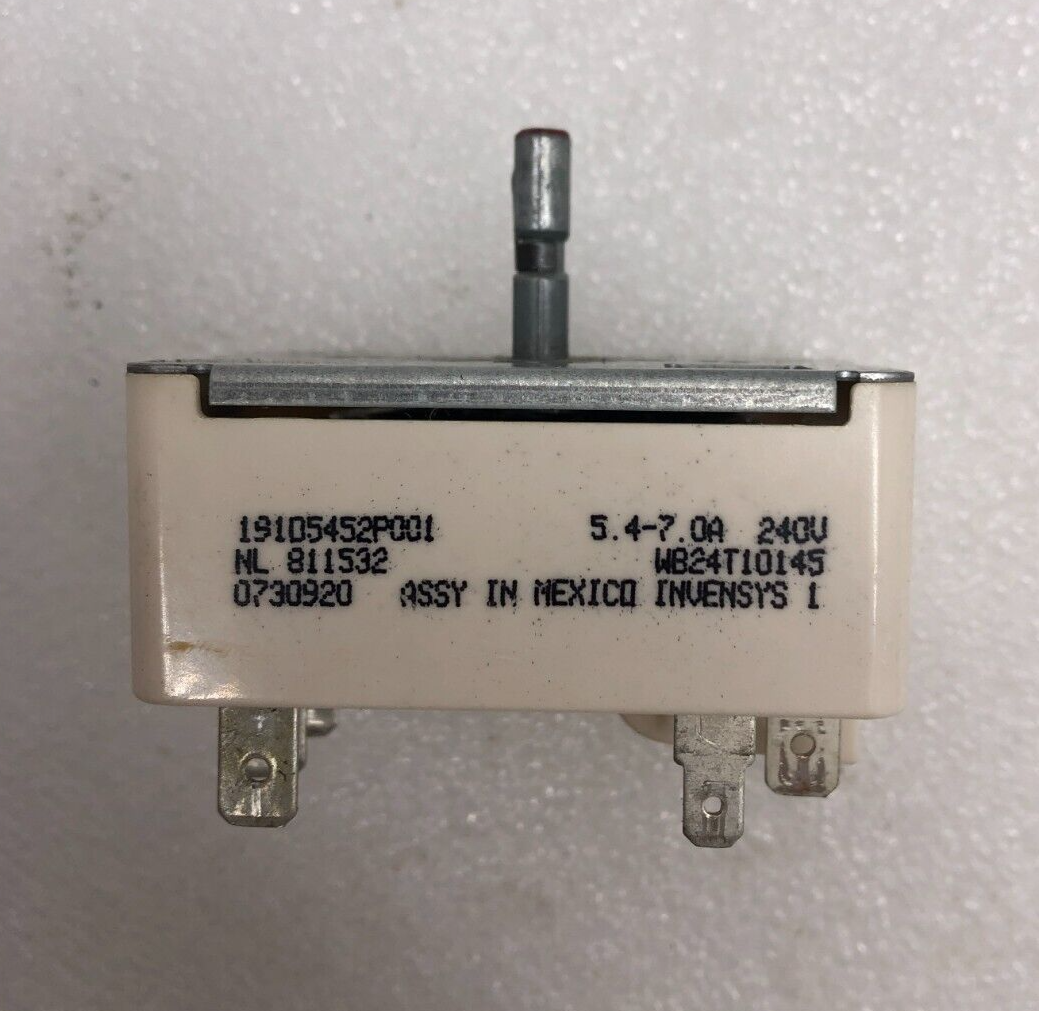 191D5452P001 5.4-7.0A 240V
NL 811532 WB24T10145
0730920 ASSY IN MEXICO INVENSYS 1